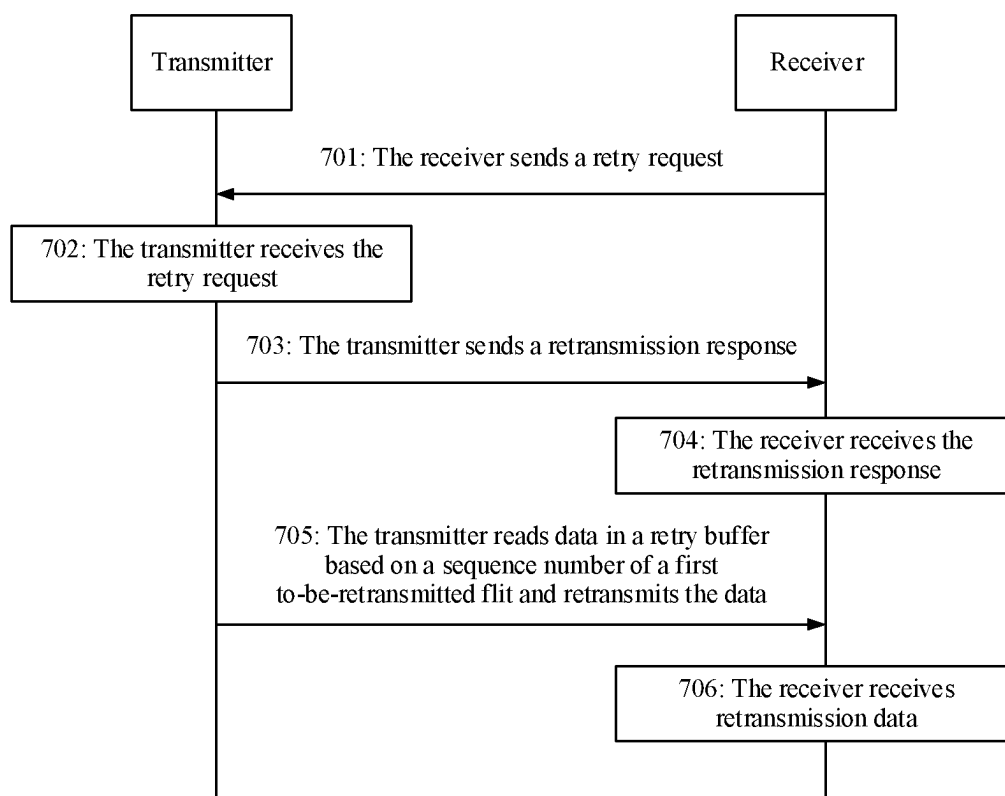 Transmitter
Receiver
701: The receiver sends a retry request
702: The transmitter receives the
retry request
703: The transmitter sends a retransmission response
704: The receiver receives the
retransmission response
705: The transmitter reads data in a retry buffer
based on a sequence number of a first
to-be-retransmitted flit and retransmits the data
706: The receiver receives
retransmission data